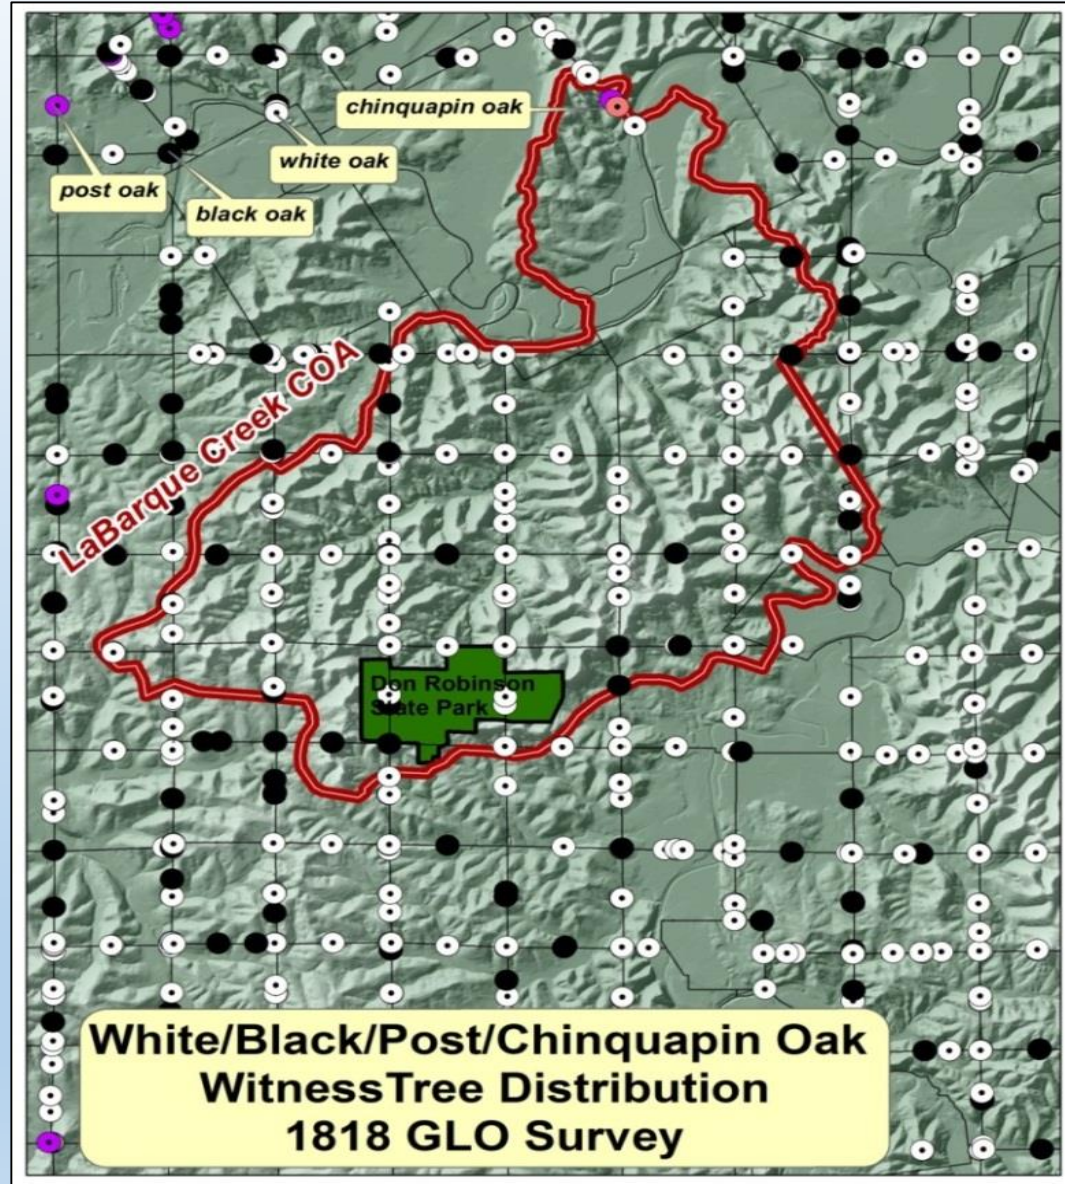 chinquapin oak
white oak
post oak
black oak
LaBarque Creek COA
Don Robinson
State Park
White/Black/Post/Chinquapin Oak
WitnessTree Distribution
1818 GLO Survey